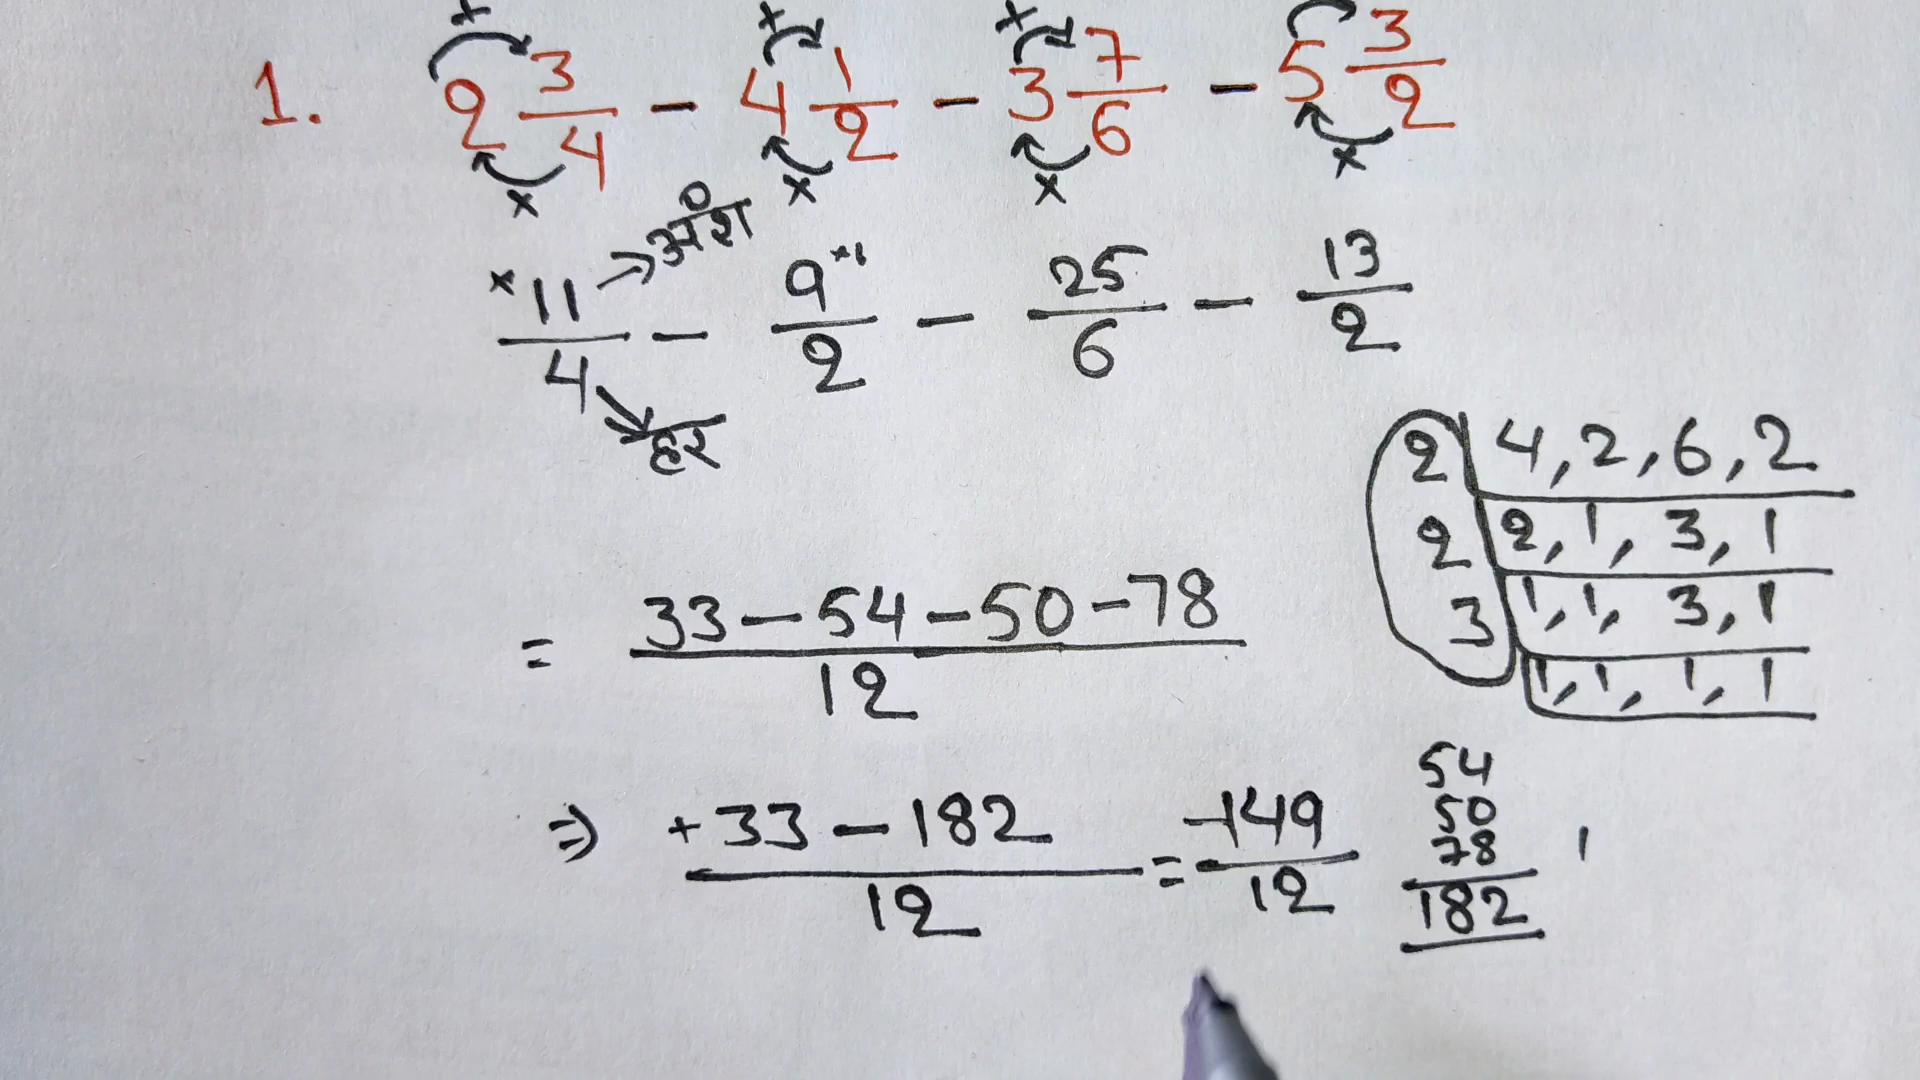 1. 2 3/4 - 4 1/2 - 3 7/6 - 5 3/2
11/4 - 9/2 - 25/6 - 13/2
अंश
हर
2 | 4, 2, 6, 2
2 | 2, 1, 3, 1
3 | 1, 1, 3, 1
1, 1, 1, 1
= 33 - 54 - 50 - 78 / 12
⇒ +33 - 182 / 12 = -149 / 12
54
50
78
182